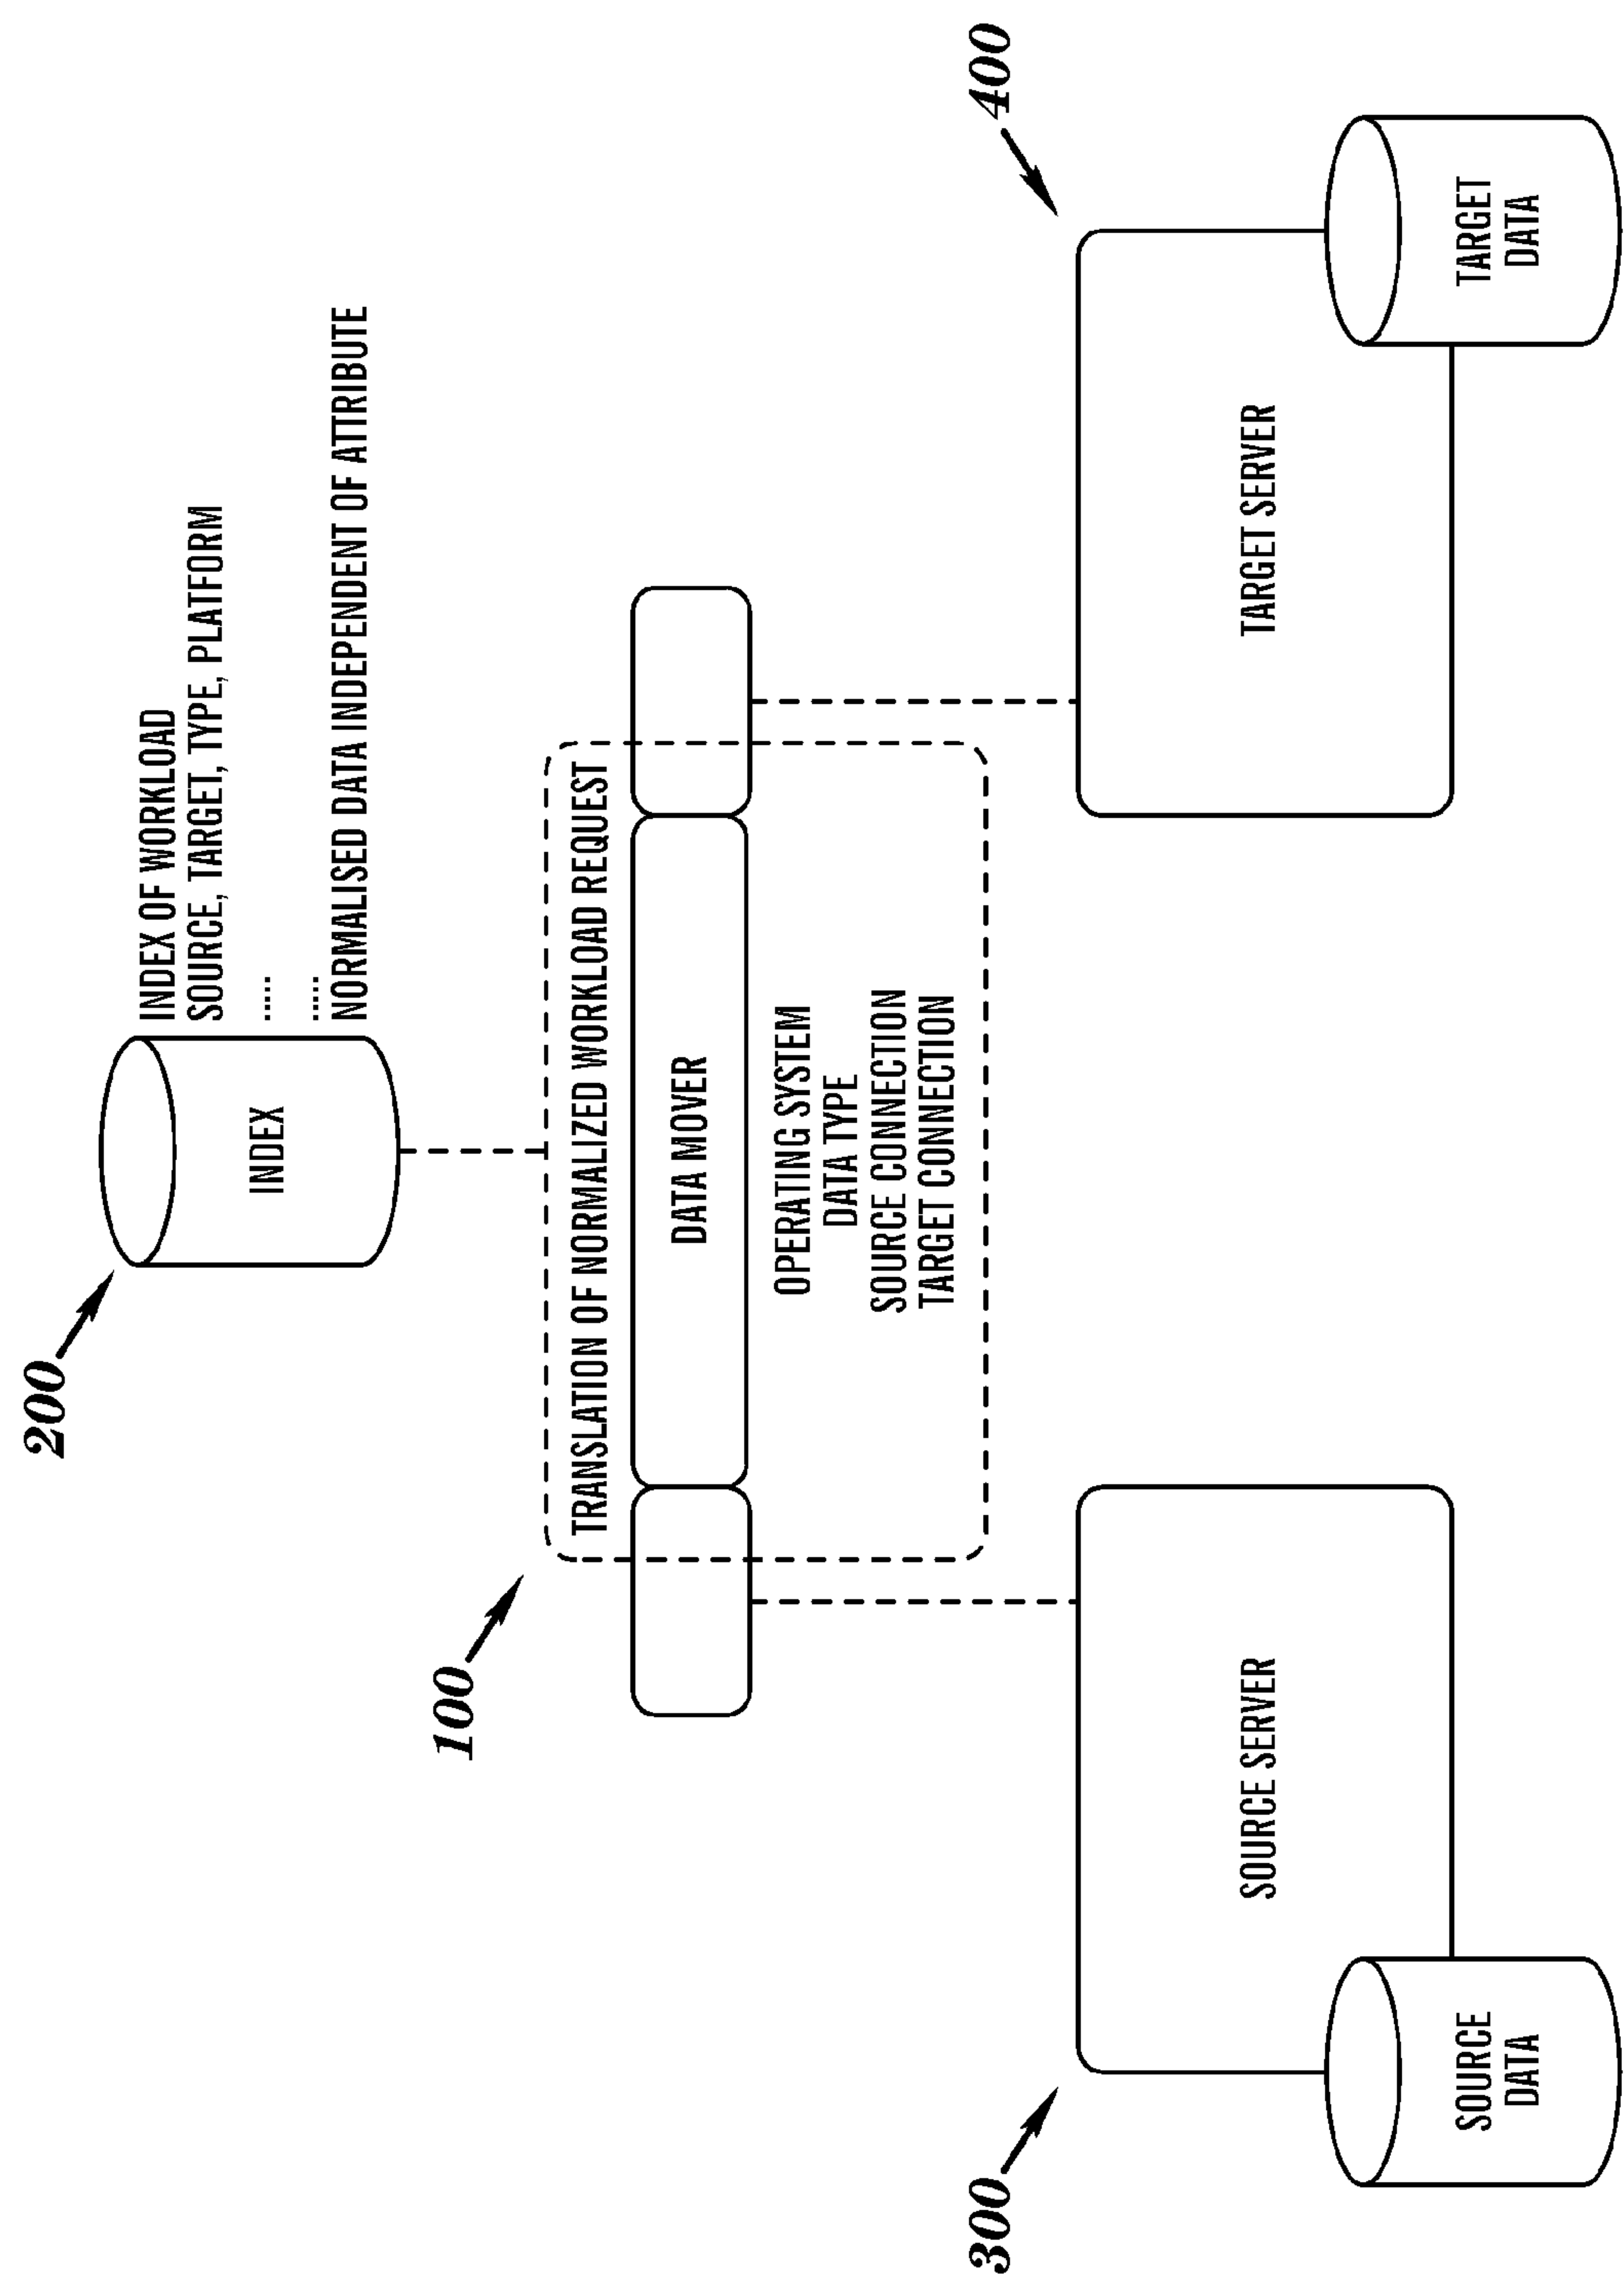 200
INDEX
INDEX OF WORKLOAD
SOURCE, TARGET, TYPE, PLATFORM
.....
.....
NORMALISED DATA INDEPENDENT OF ATTRIBUTE
100
TRANSLATION OF NORMALIZED WORKLOAD REQUEST
DATA MOVER
OPERATING SYSTEM
DATA TYPE
SOURCE CONNECTION
TARGET CONNECTION
300
SOURCE SERVER
SOURCE
DATA
400
TARGET SERVER
TARGET
DATA